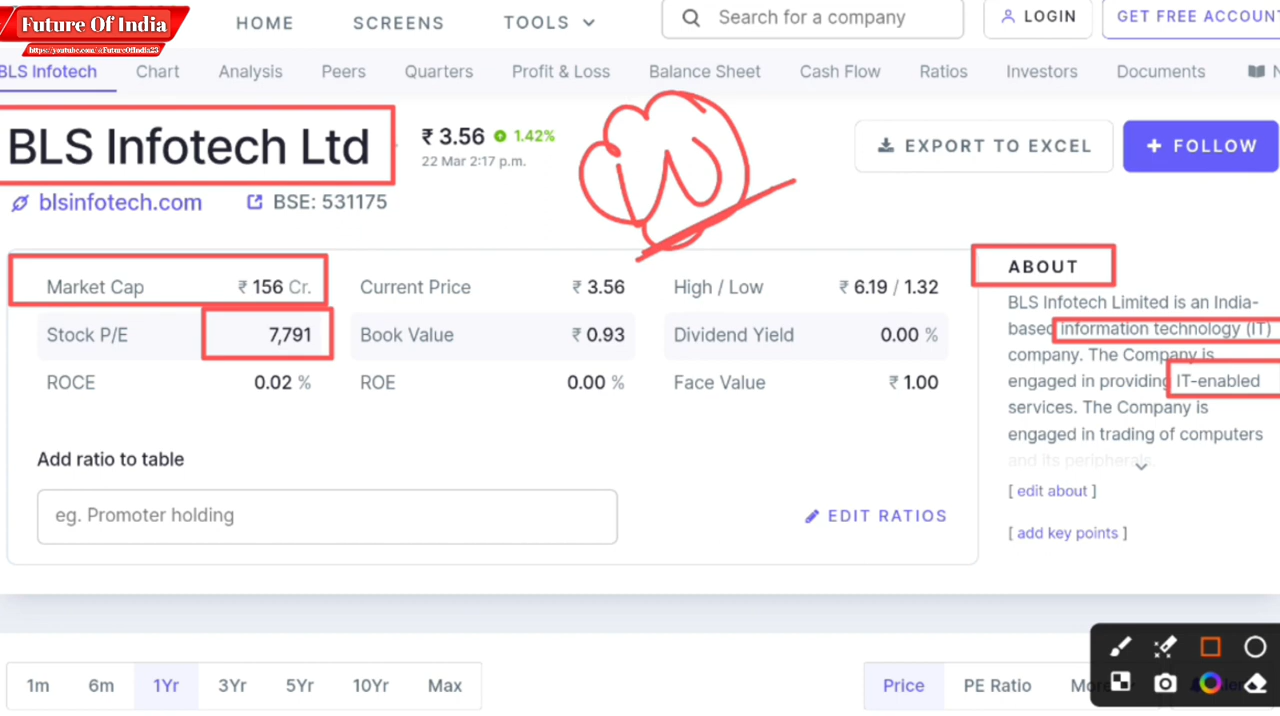 Future Of India
https://youtube.com/@FutureOfIndia23
HOME SCREENS TOOLS
Search for a company
LOGIN
GET FREE ACCOUNT
BLS Infotech Chart Analysis Peers Quarters Profit & Loss Balance Sheet Cash Flow Ratios Investors Documents
BLS Infotech Ltd
₹ 3.56 1.42%
22 Mar 2:17 p.m.
EXPORT TO EXCEL
+ FOLLOW
blsinfotech.com BSE: 531175
Market Cap ₹ 156 Cr. Current Price ₹ 3.56 High / Low ₹ 6.19 / 1.32
Stock P/E 7,791 Book Value ₹ 0.93 Dividend Yield 0.00 %
ROCE 0.02 % ROE 0.00 % Face Value ₹ 1.00
Add ratio to table
eg. Promoter holding
EDIT RATIOS
ABOUT
BLS Infotech Limited is an India-
based information technology (IT)
company. The Company is
engaged in providing IT-enabled
services. The Company is
engaged in trading of computers
and its peripherals.
[ edit about ]
[ add key points ]
1m 6m 1Yr 3Yr 5Yr 10Yr Max
Price PE Ratio